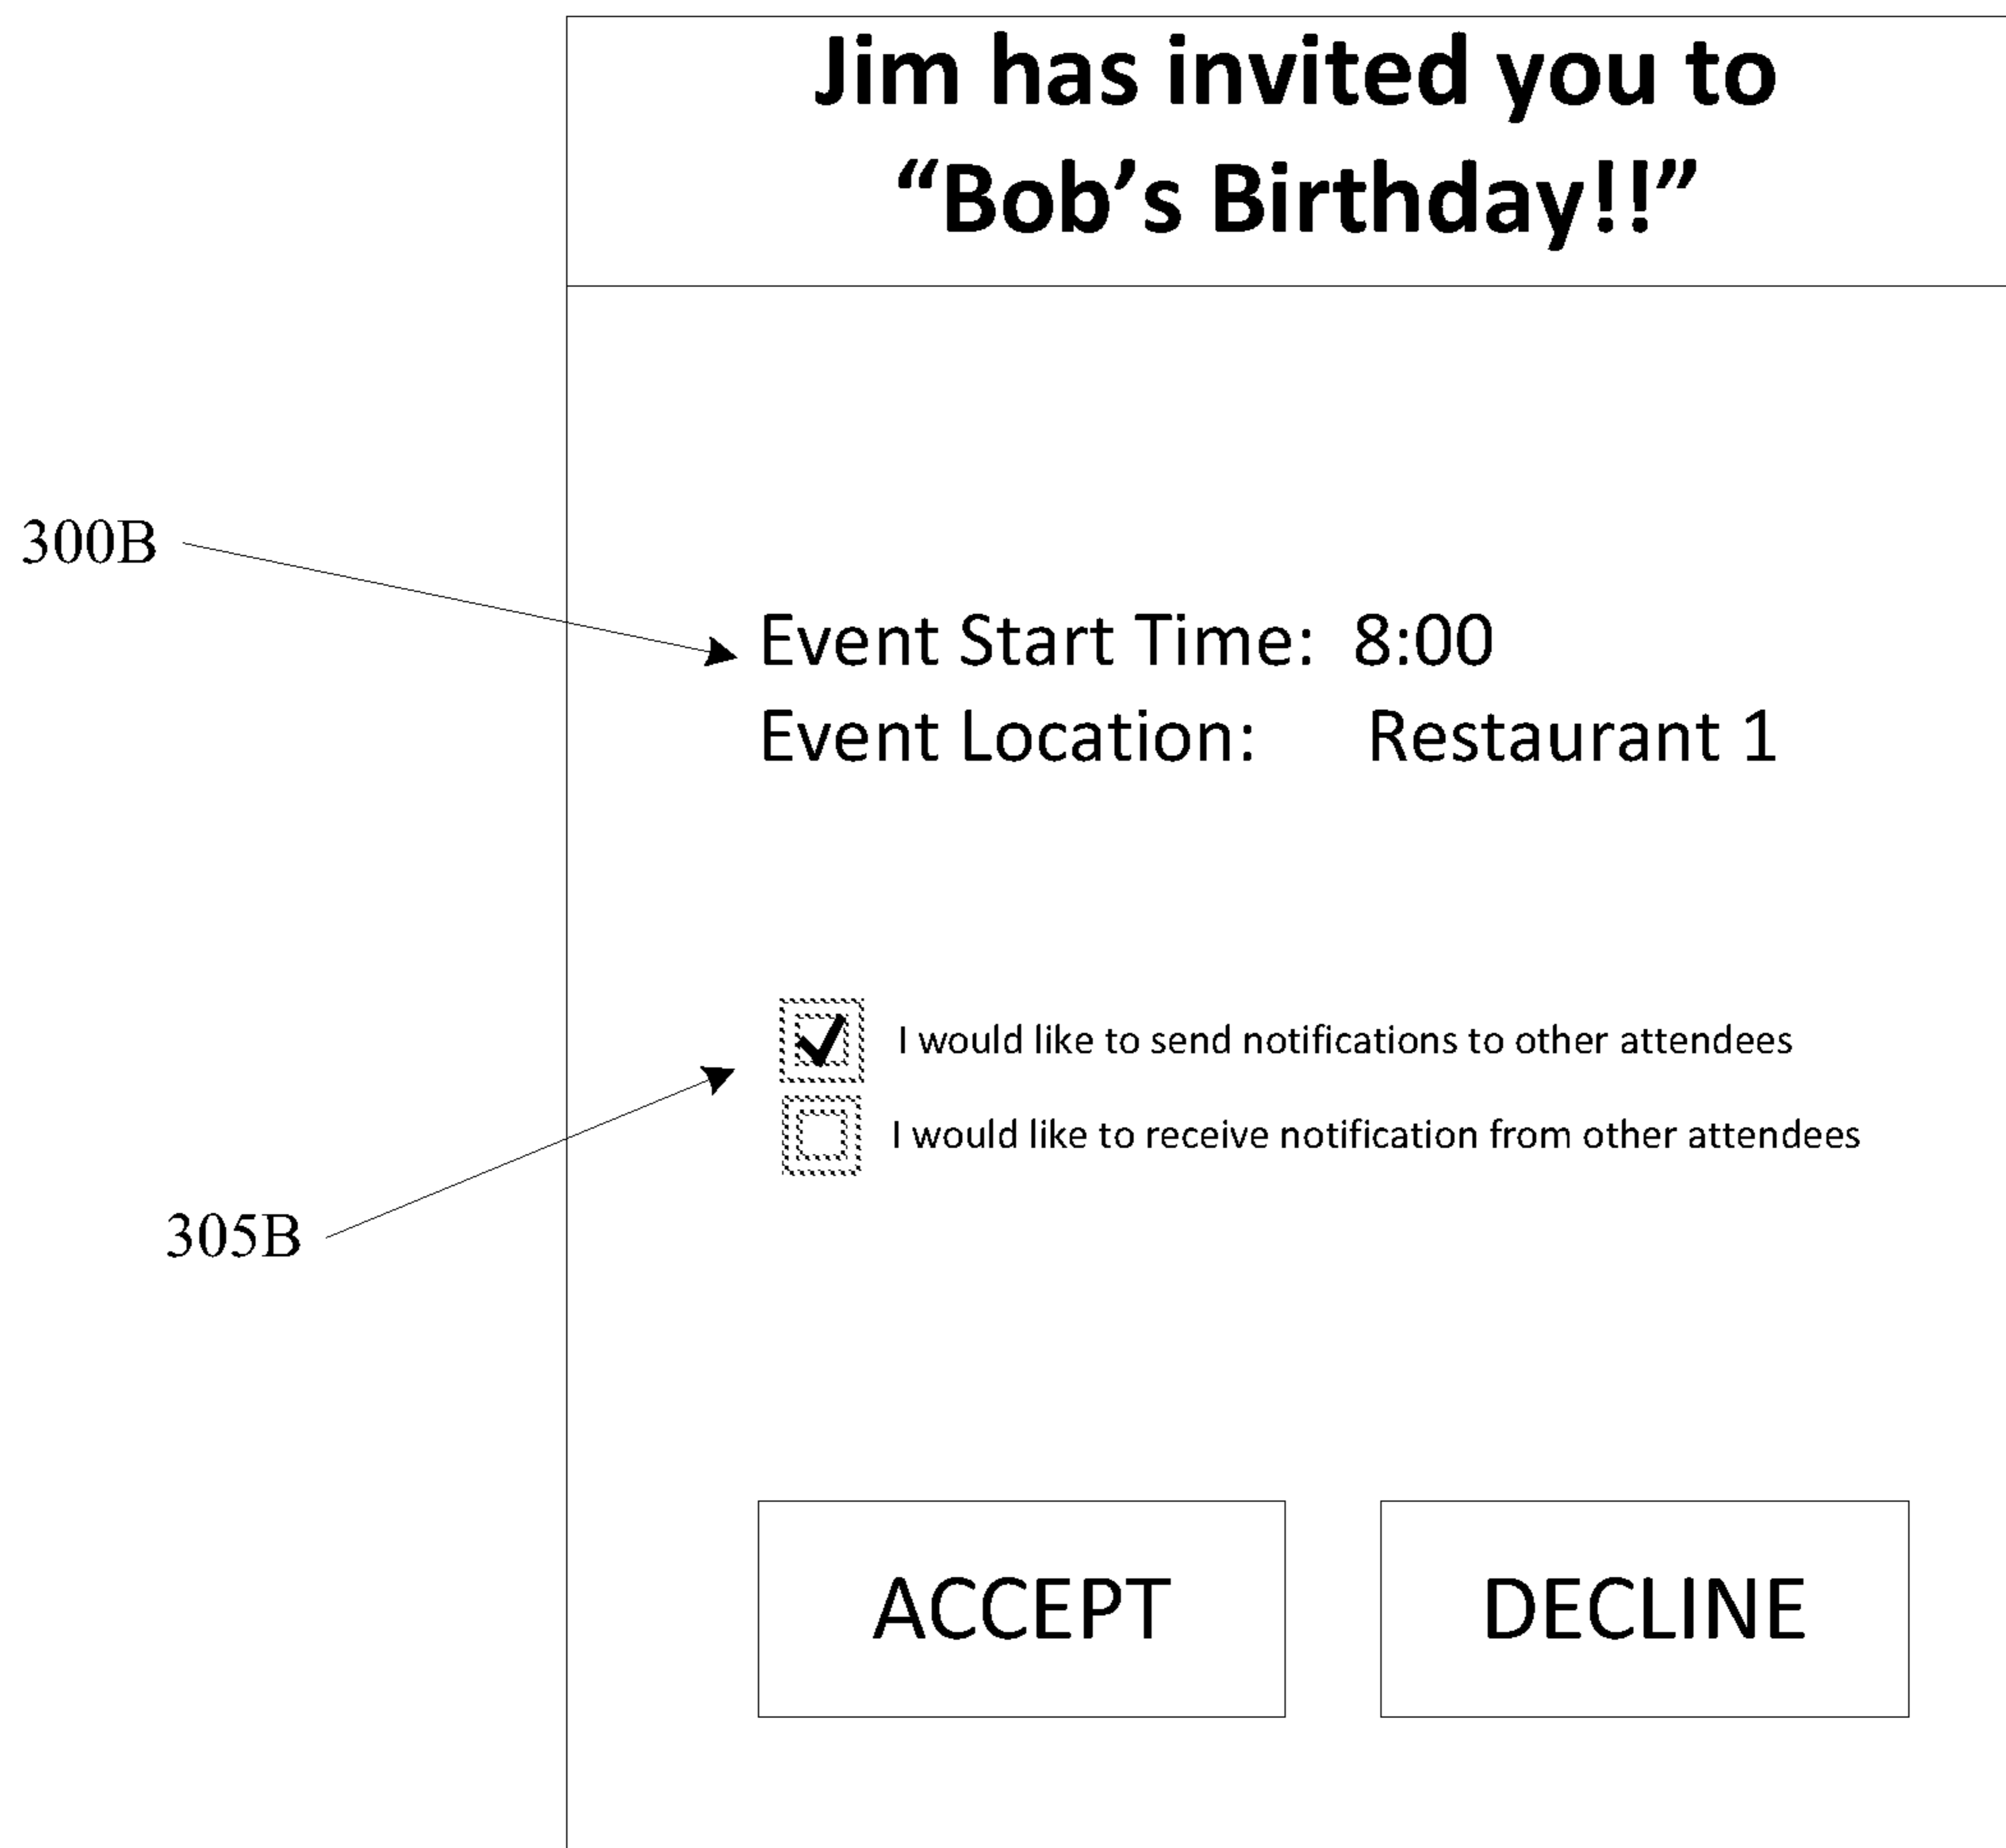 Jim has invited you to
“Bob’s Birthday!!”
300B
Event Start Time: 8:00
Event Location: Restaurant 1
I would like to send notifications to other attendees
I would like to receive notification from other attendees
305B
ACCEPT DECLINE